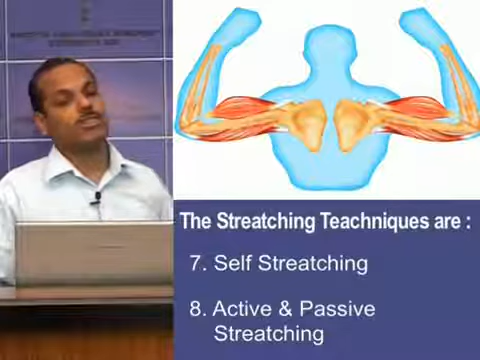 The Streatching Teachniques are :
7. Self Streatching
8. Active & Passive
Streatching